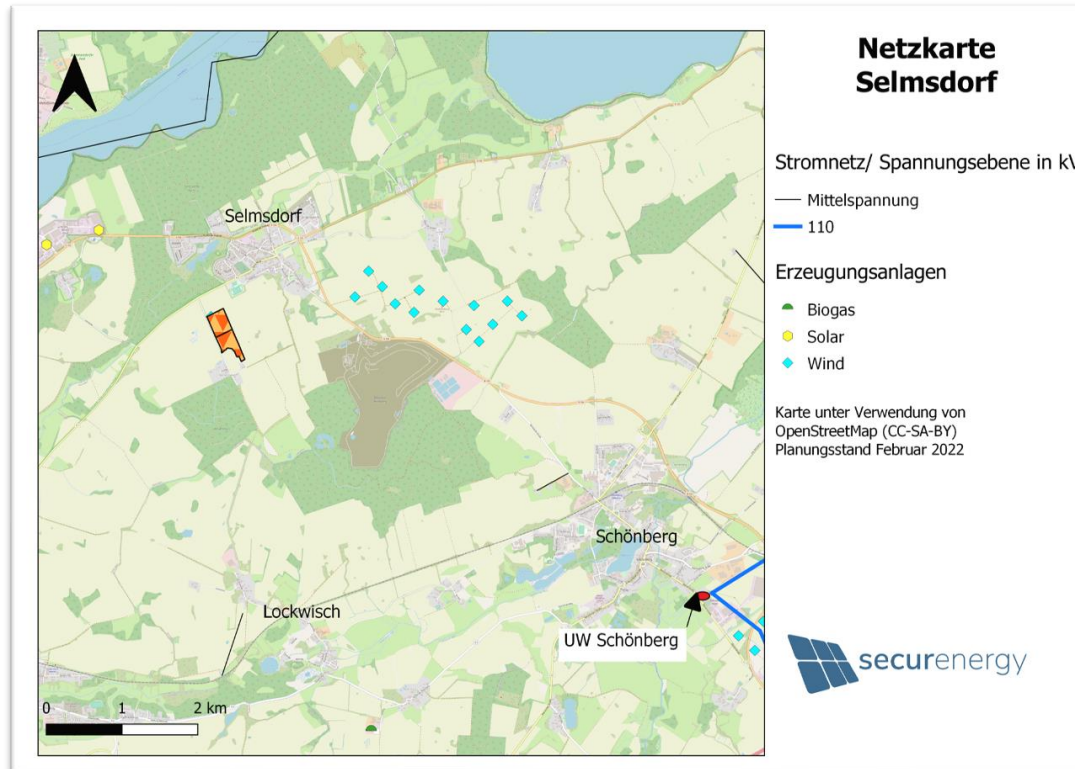 Netzkarte
Selmsdorf
Stromnetz/ Spannungsebene in kV
Mittelspannung
110
Erzeugungsanlagen
Biogas
Solar
Wind
Karte unter Verwendung von
OpenStreetMap (CC-SA-BY)
Planungsstand Februar 2022
Selmsdorf
Schönberg
Lockwisch
UW Schönberg
0 1 2 km
securenergy